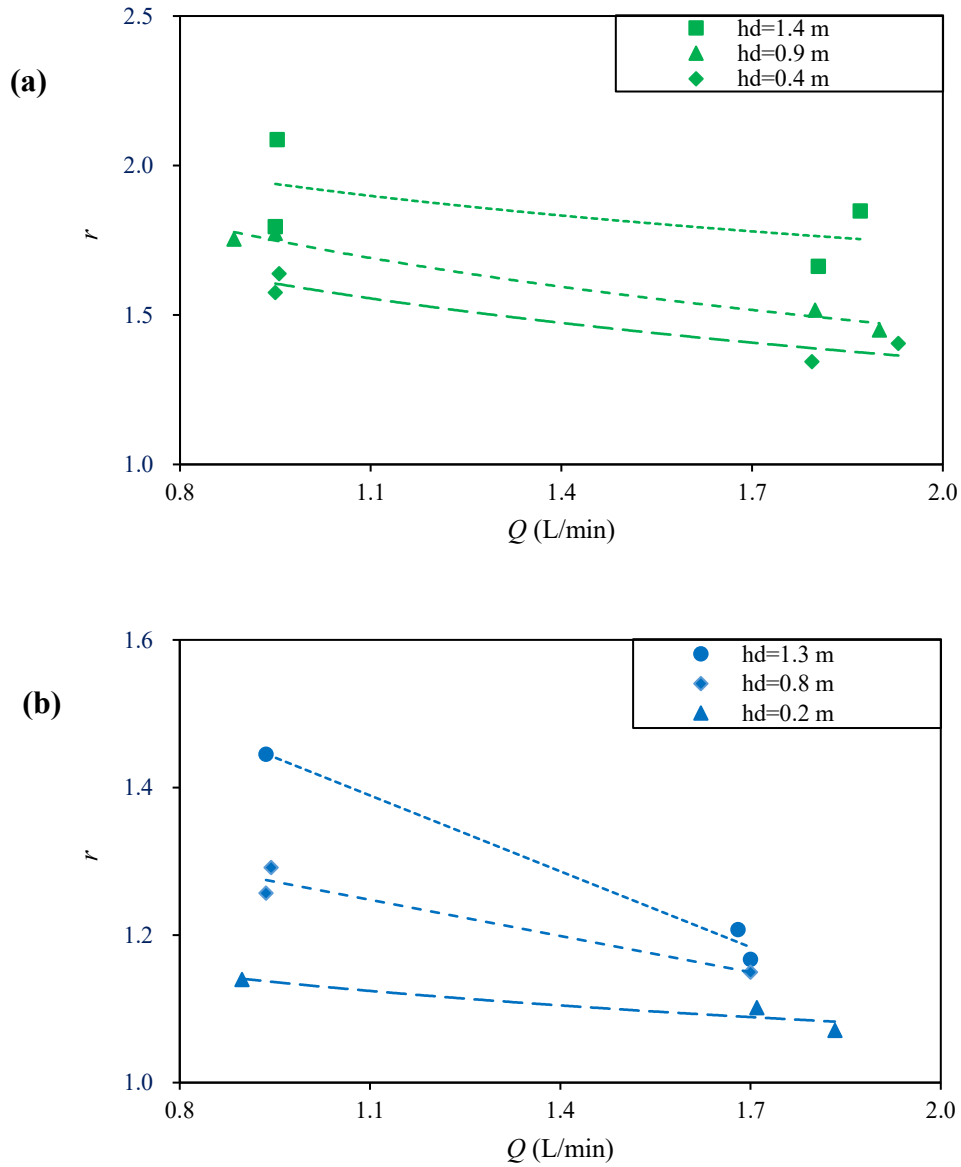 (a)
2.5
2.0
1.5
1.0
r
hd=1.4 m
hd=0.9 m
hd=0.4 m
0.8 1.1 1.4 1.7 2.0
Q (L/min)
(b)
1.6
1.4
1.2
1.0
r
hd=1.3 m
hd=0.8 m
hd=0.2 m
0.8 1.1 1.4 1.7 2.0
Q (L/min)